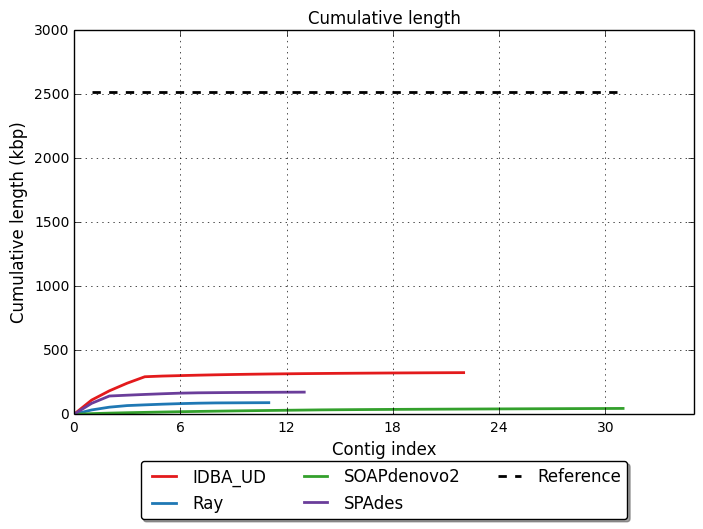 Cumulative length
3000
2500
2000
1500
1000
500
0
Cumulative length (kbp)
0 6 12 18 24 30
Contig index
IDBA_UD SOAPdenovo2 Reference
Ray SPAdes